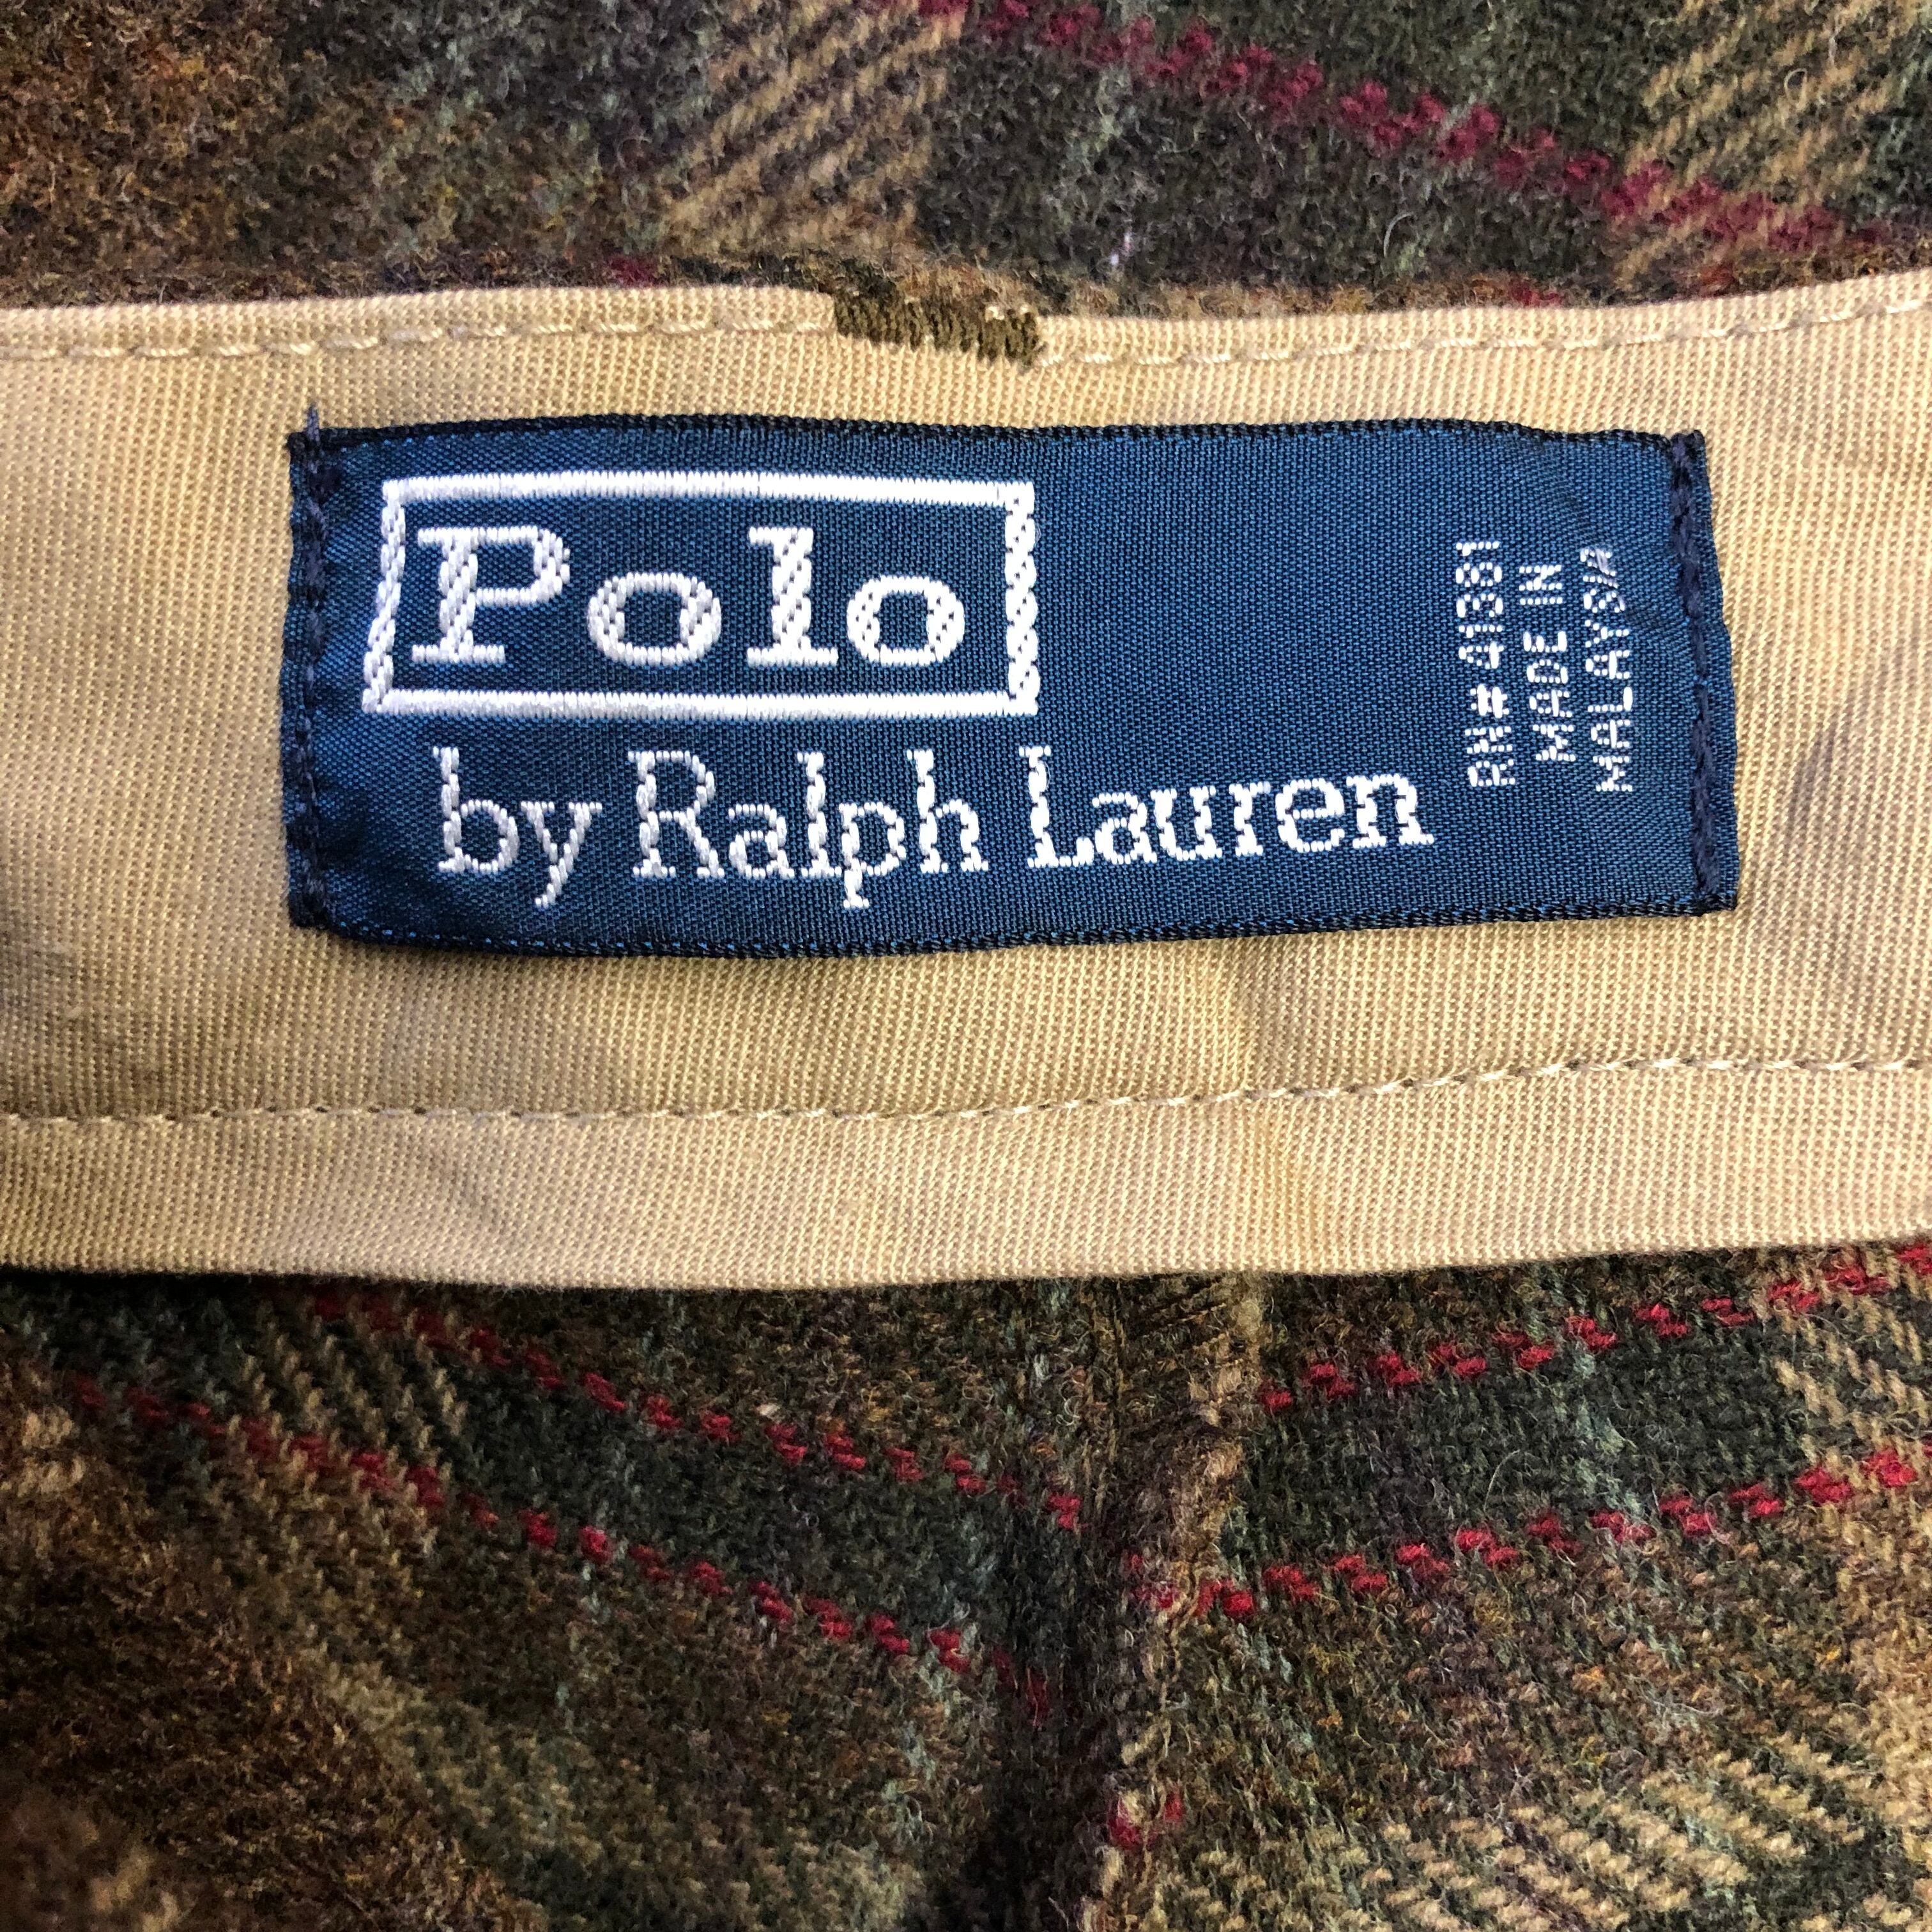 Polo
by Ralph Lauren
RN# 41381
MADE IN
MALAYSIA